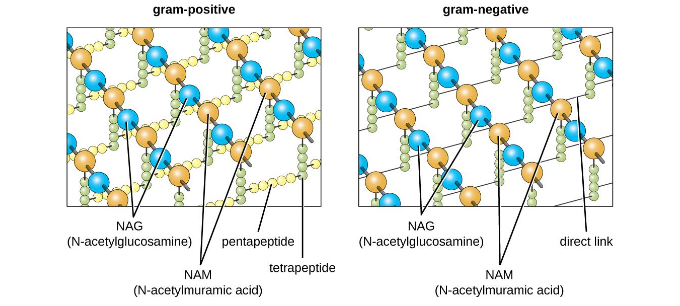 gram-positive
gram-negative
NAG
(N-acetylglucosamine)
pentapeptide
tetrapeptide
NAM
(N-acetylmuramic acid)
NAG
(N-acetylglucosamine)
direct link
NAM
(N-acetylmuramic acid)